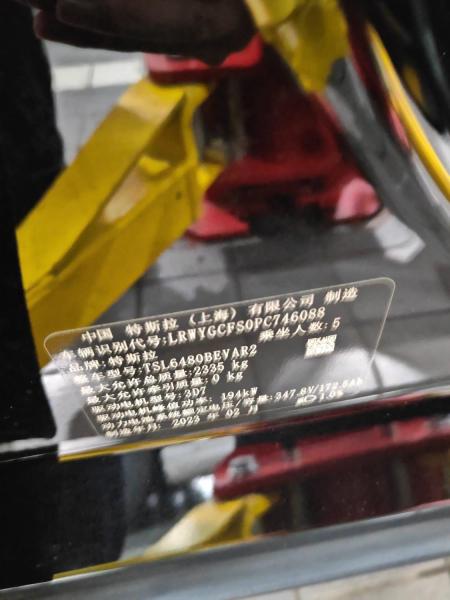 中国 特斯拉（上海）有限公司 制造
车辆识别代号:LRWYGCFS0PC746088
品牌:特斯拉 乘坐人数:5
整车型号:TSL6480BEVAR2
最大允许总质量:2335 kg
最大允许牵引质量:0 kg
驱动电机型号:3D7
驱动电机峰值功率:194kW
动力电池系统额定电压/容量:347.8V/172.5Ah
制造年月: 2023 年 02 月